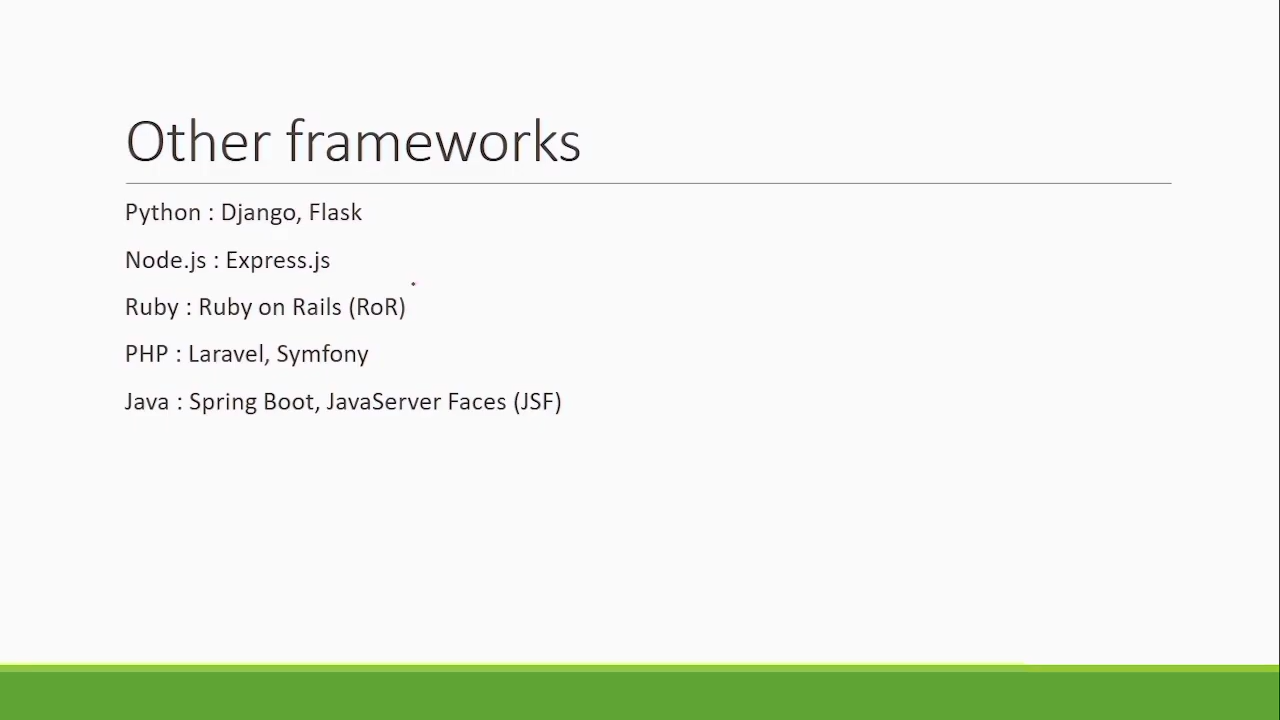 Other frameworks
Python : Django, Flask
Node.js : Express.js
Ruby : Ruby on Rails (RoR)
PHP : Laravel, Symfony
Java : Spring Boot, JavaServer Faces (JSF)